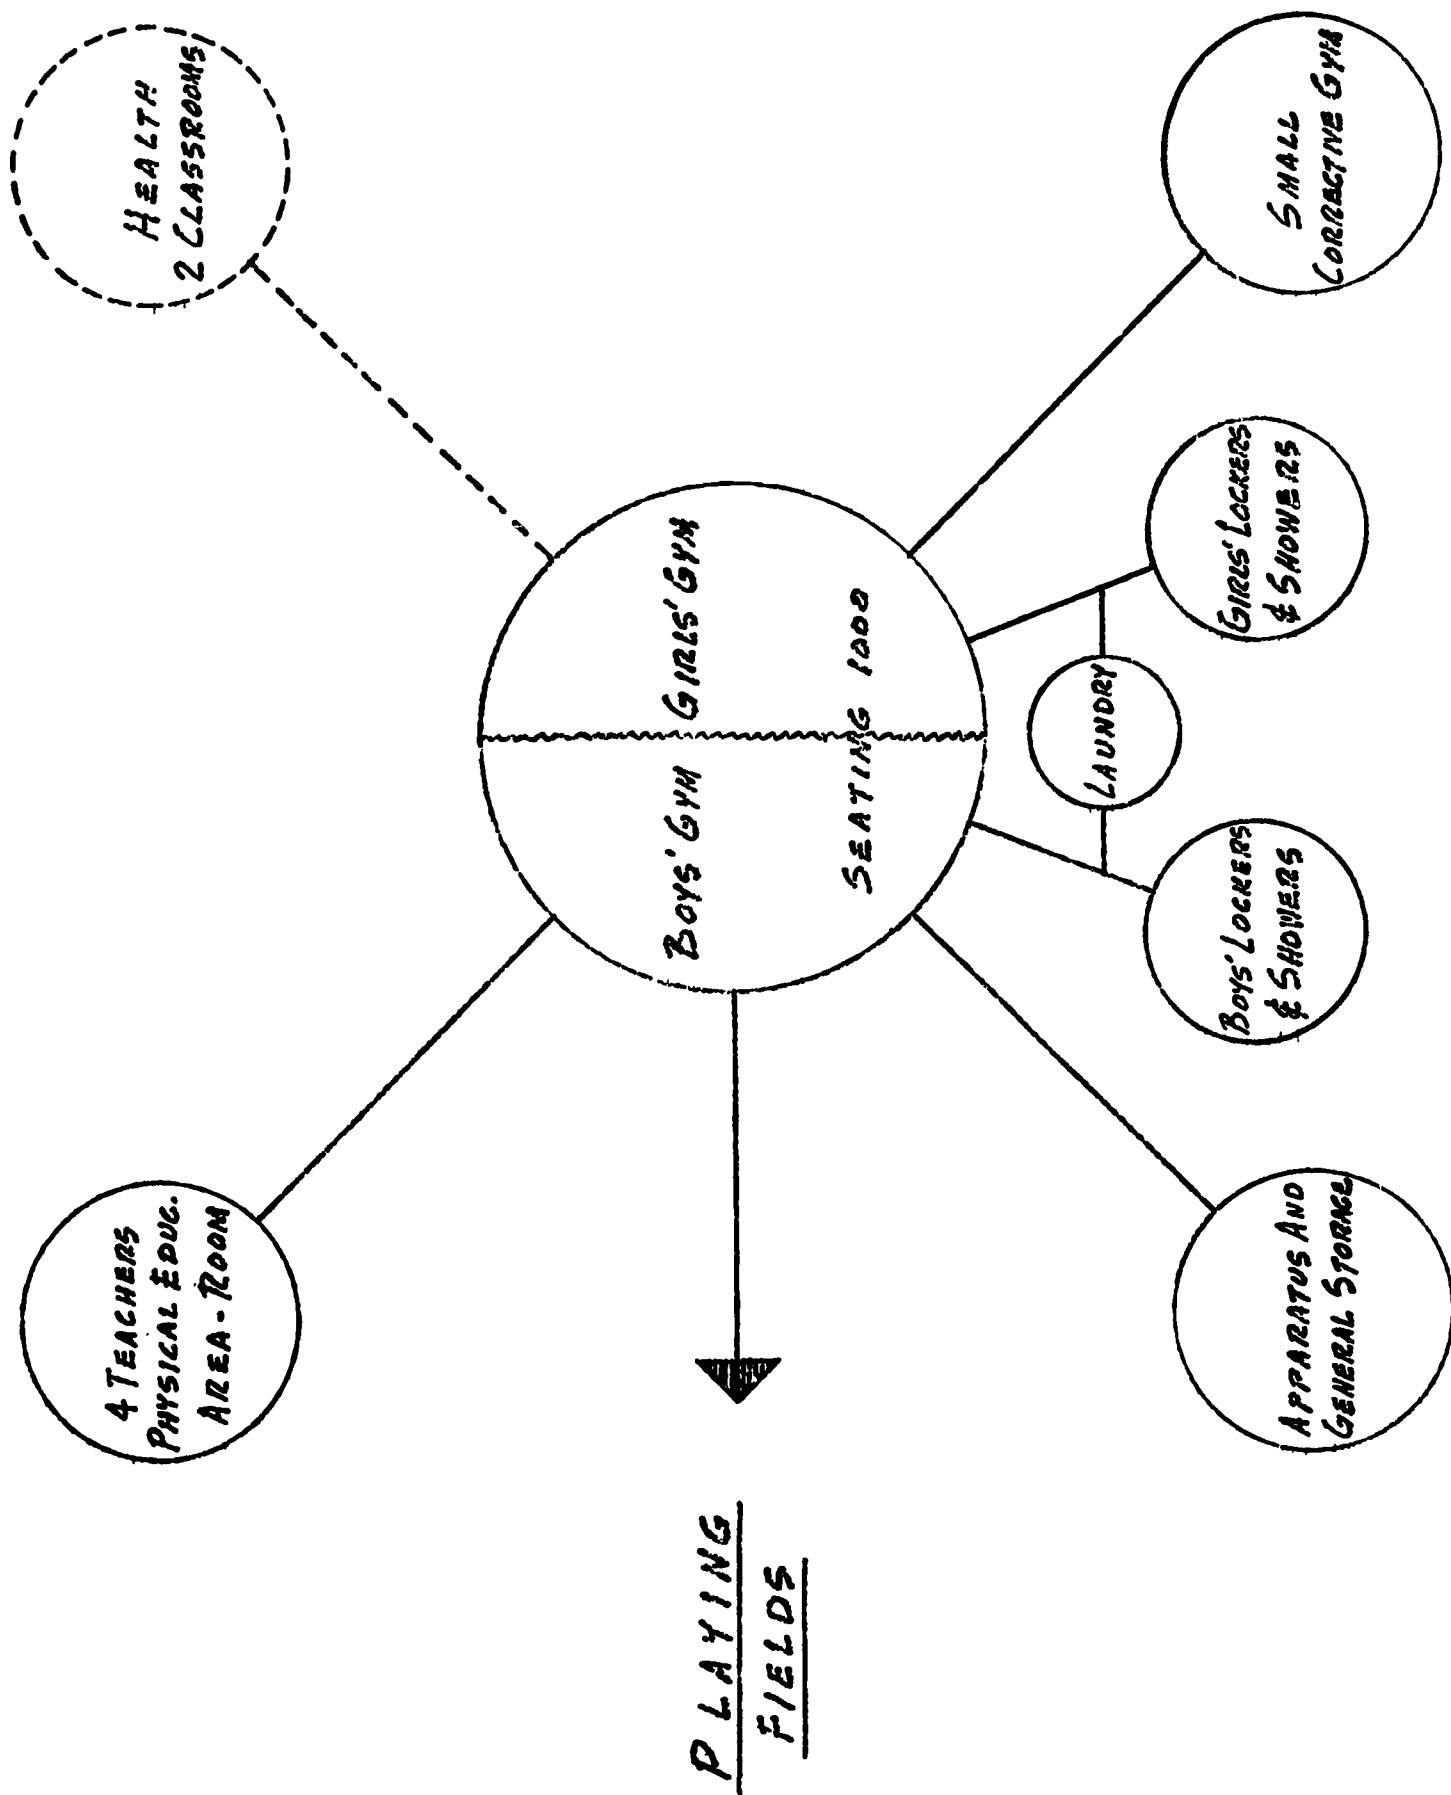 4 TEACHERS
PHYSICAL EDUC.
AREA-ROOM
HEALTH
2 CLASSROOMS
PLAYING
FIELDS
BOYS' GYM
GIRLS' GYM
SEATING 1000
LAUNDRY
BOYS' LOCKERS
& SHOWERS
GIRLS' LOCKERS
& SHOWERS
APPARATUS AND
GENERAL STORAGE
SMALL
CORRECTIVE GYM